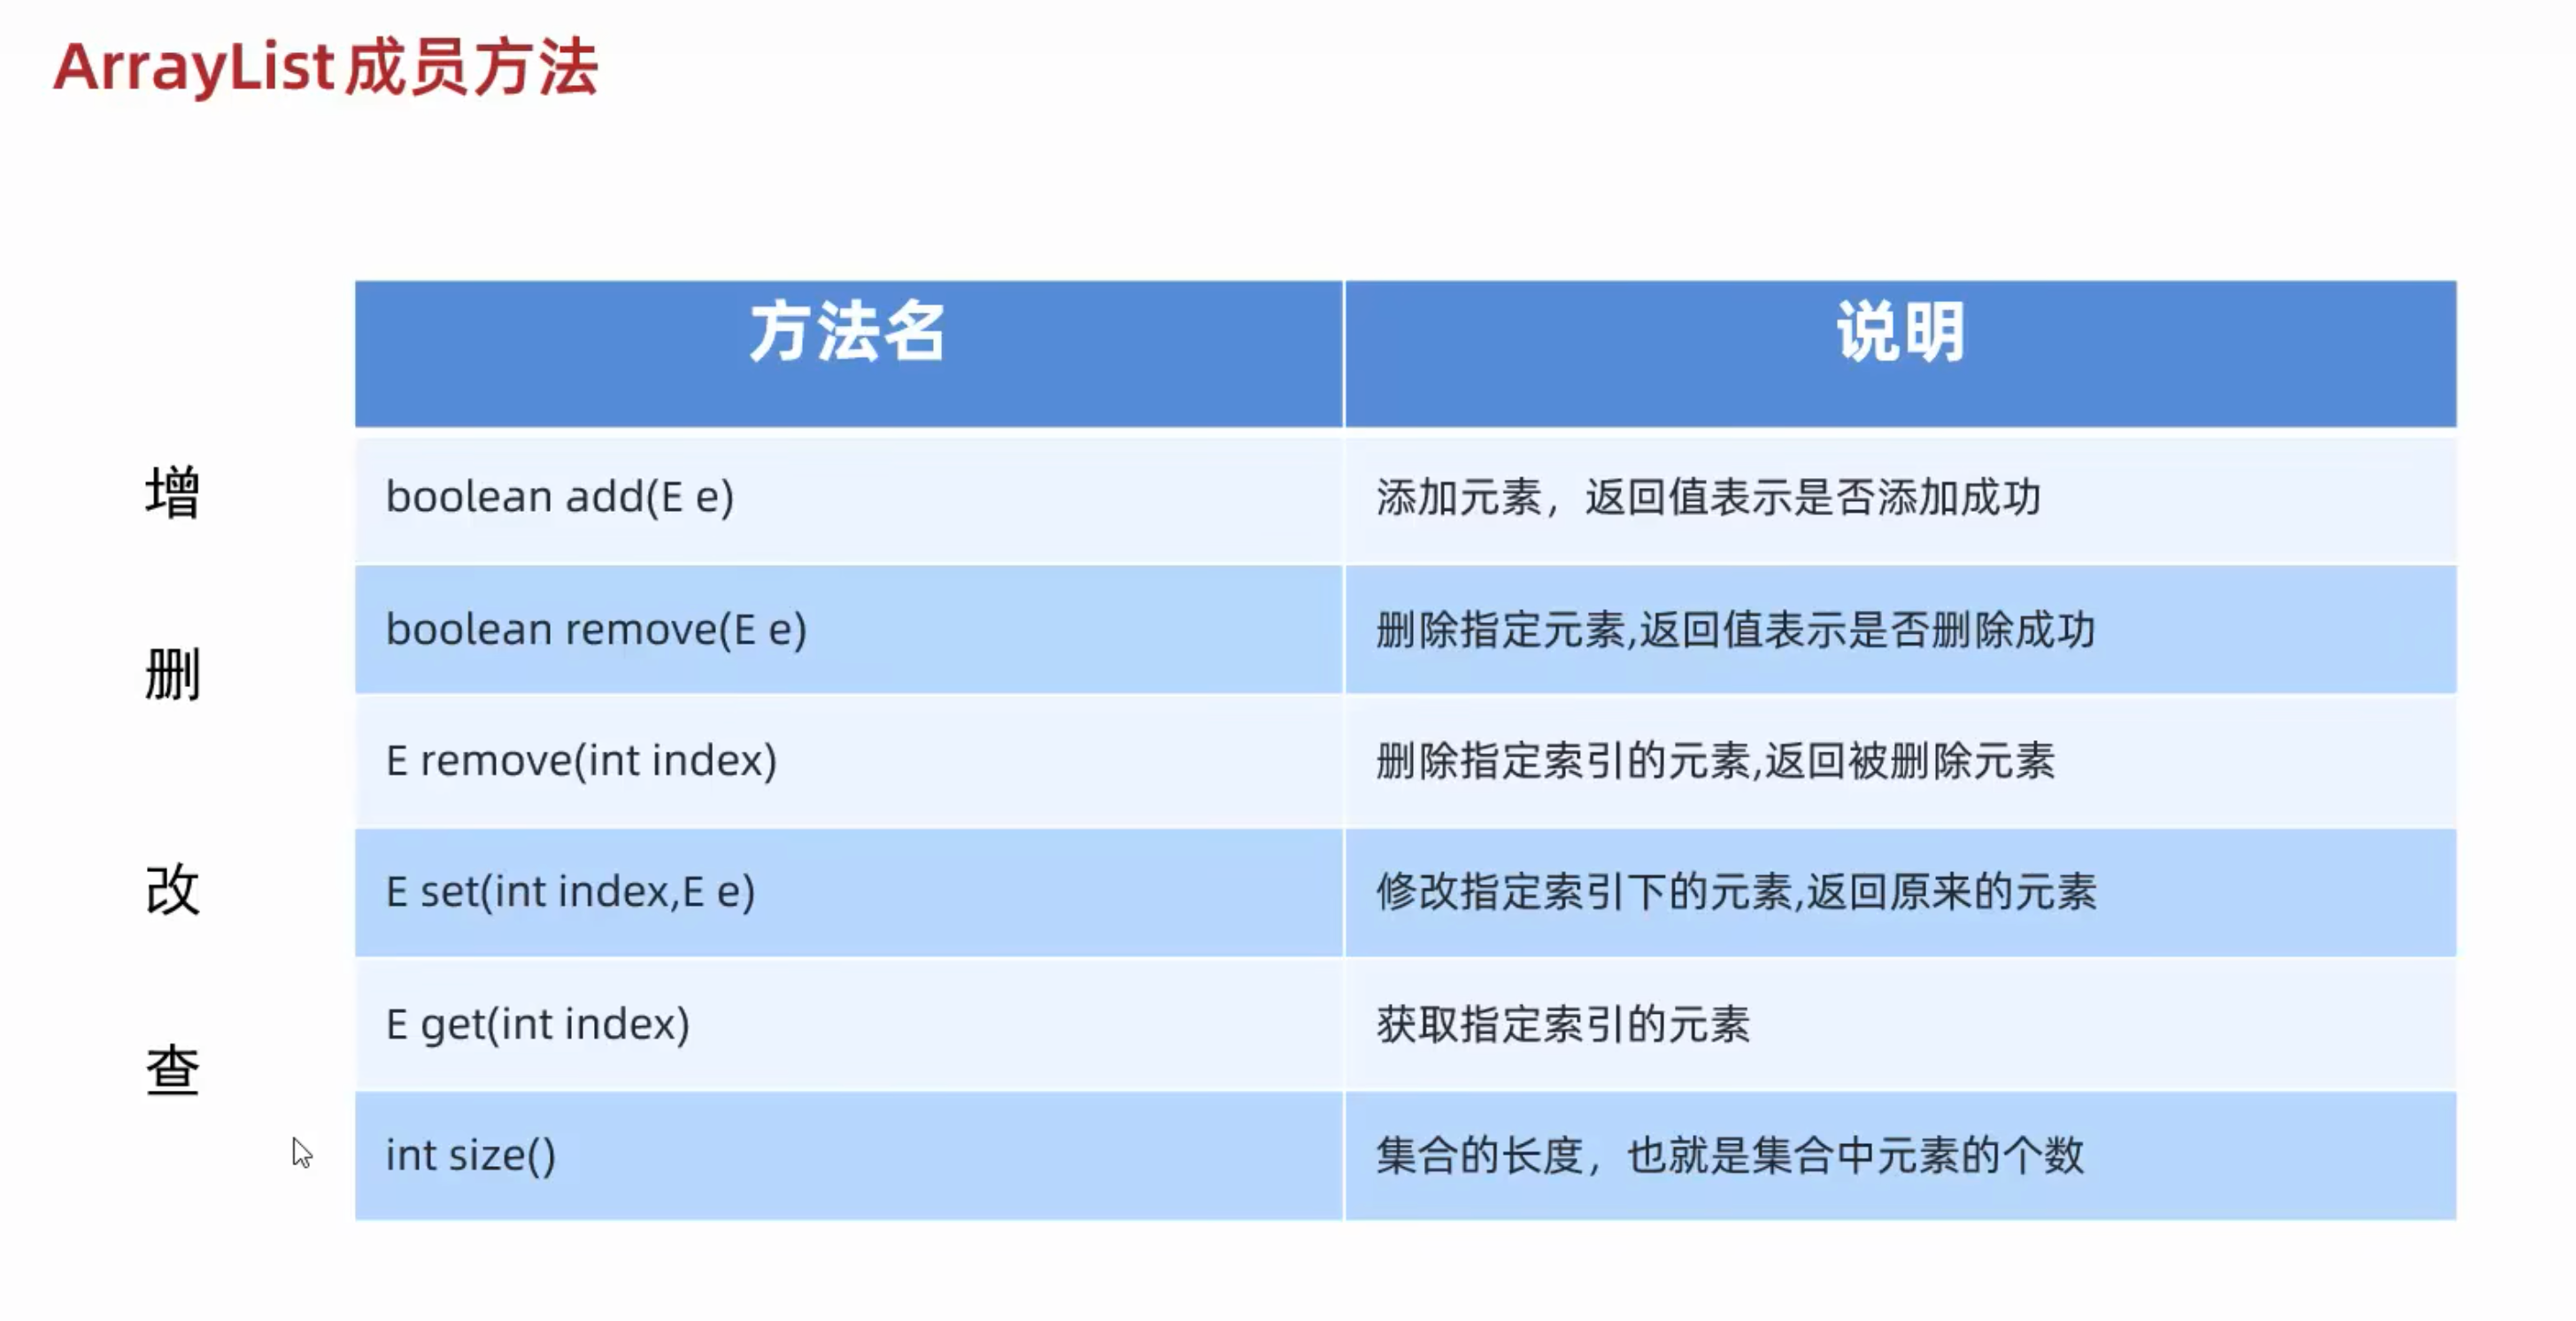 ArrayList成员方法
方法名 说明
增 boolean add(E e) 添加元素，返回值表示是否添加成功
boolean remove(E e) 删除指定元素,返回值表示是否删除成功
删
E remove(int index) 删除指定索引的元素,返回被删除元素
改 E set(int index,E e) 修改指定索引下的元素,返回原来的元素
E get(int index) 获取指定索引的元素
查
int size() 集合的长度，也就是集合中元素的个数